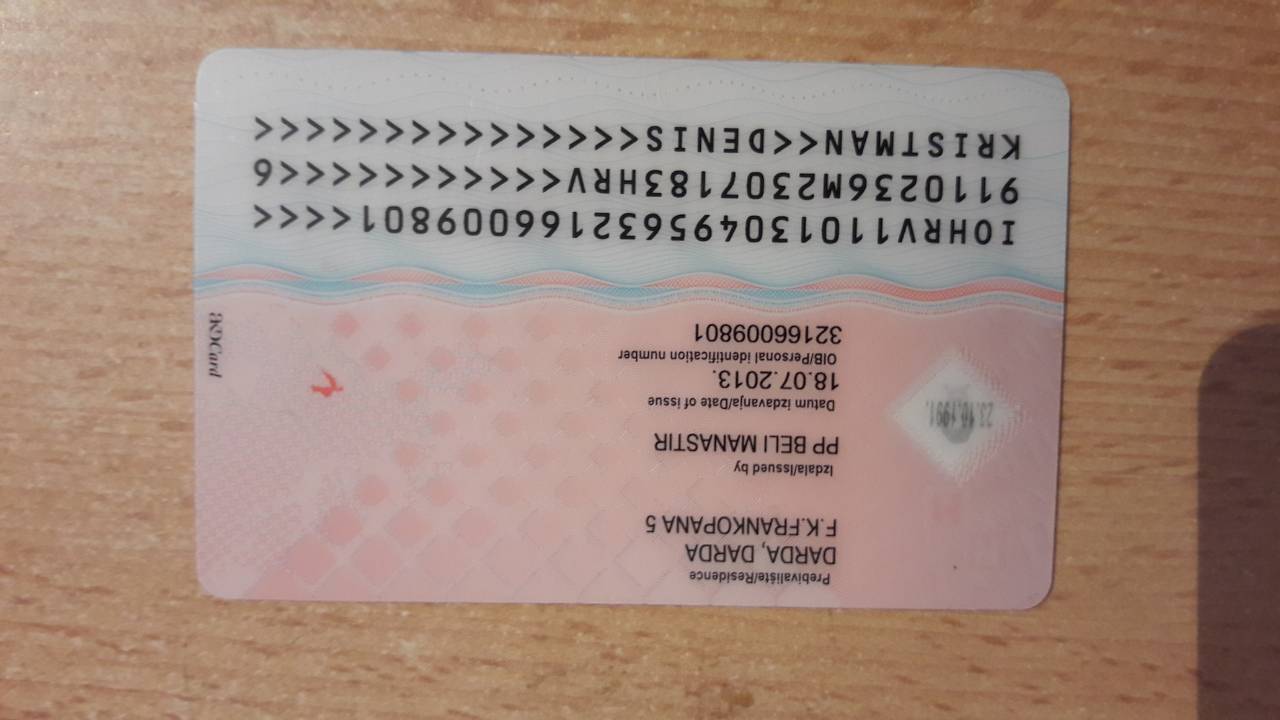 Prebivalište/Residence
DARDA, DARDA
F.K.FRANKOPANA 5
Izdala/Issued by
PP BELI MANASTIR
23.10.1991.
Datum izdavanja/Date of issue
18.07.2013.
OIB/Personal identification number
32166009801
AKDCard
IOHRV110130495632166009801<<<<
9110236M2307183HRV<<<<<<<<<<<6
KRISTMAN<<DENIS<<<<<<<<<<<<<<<